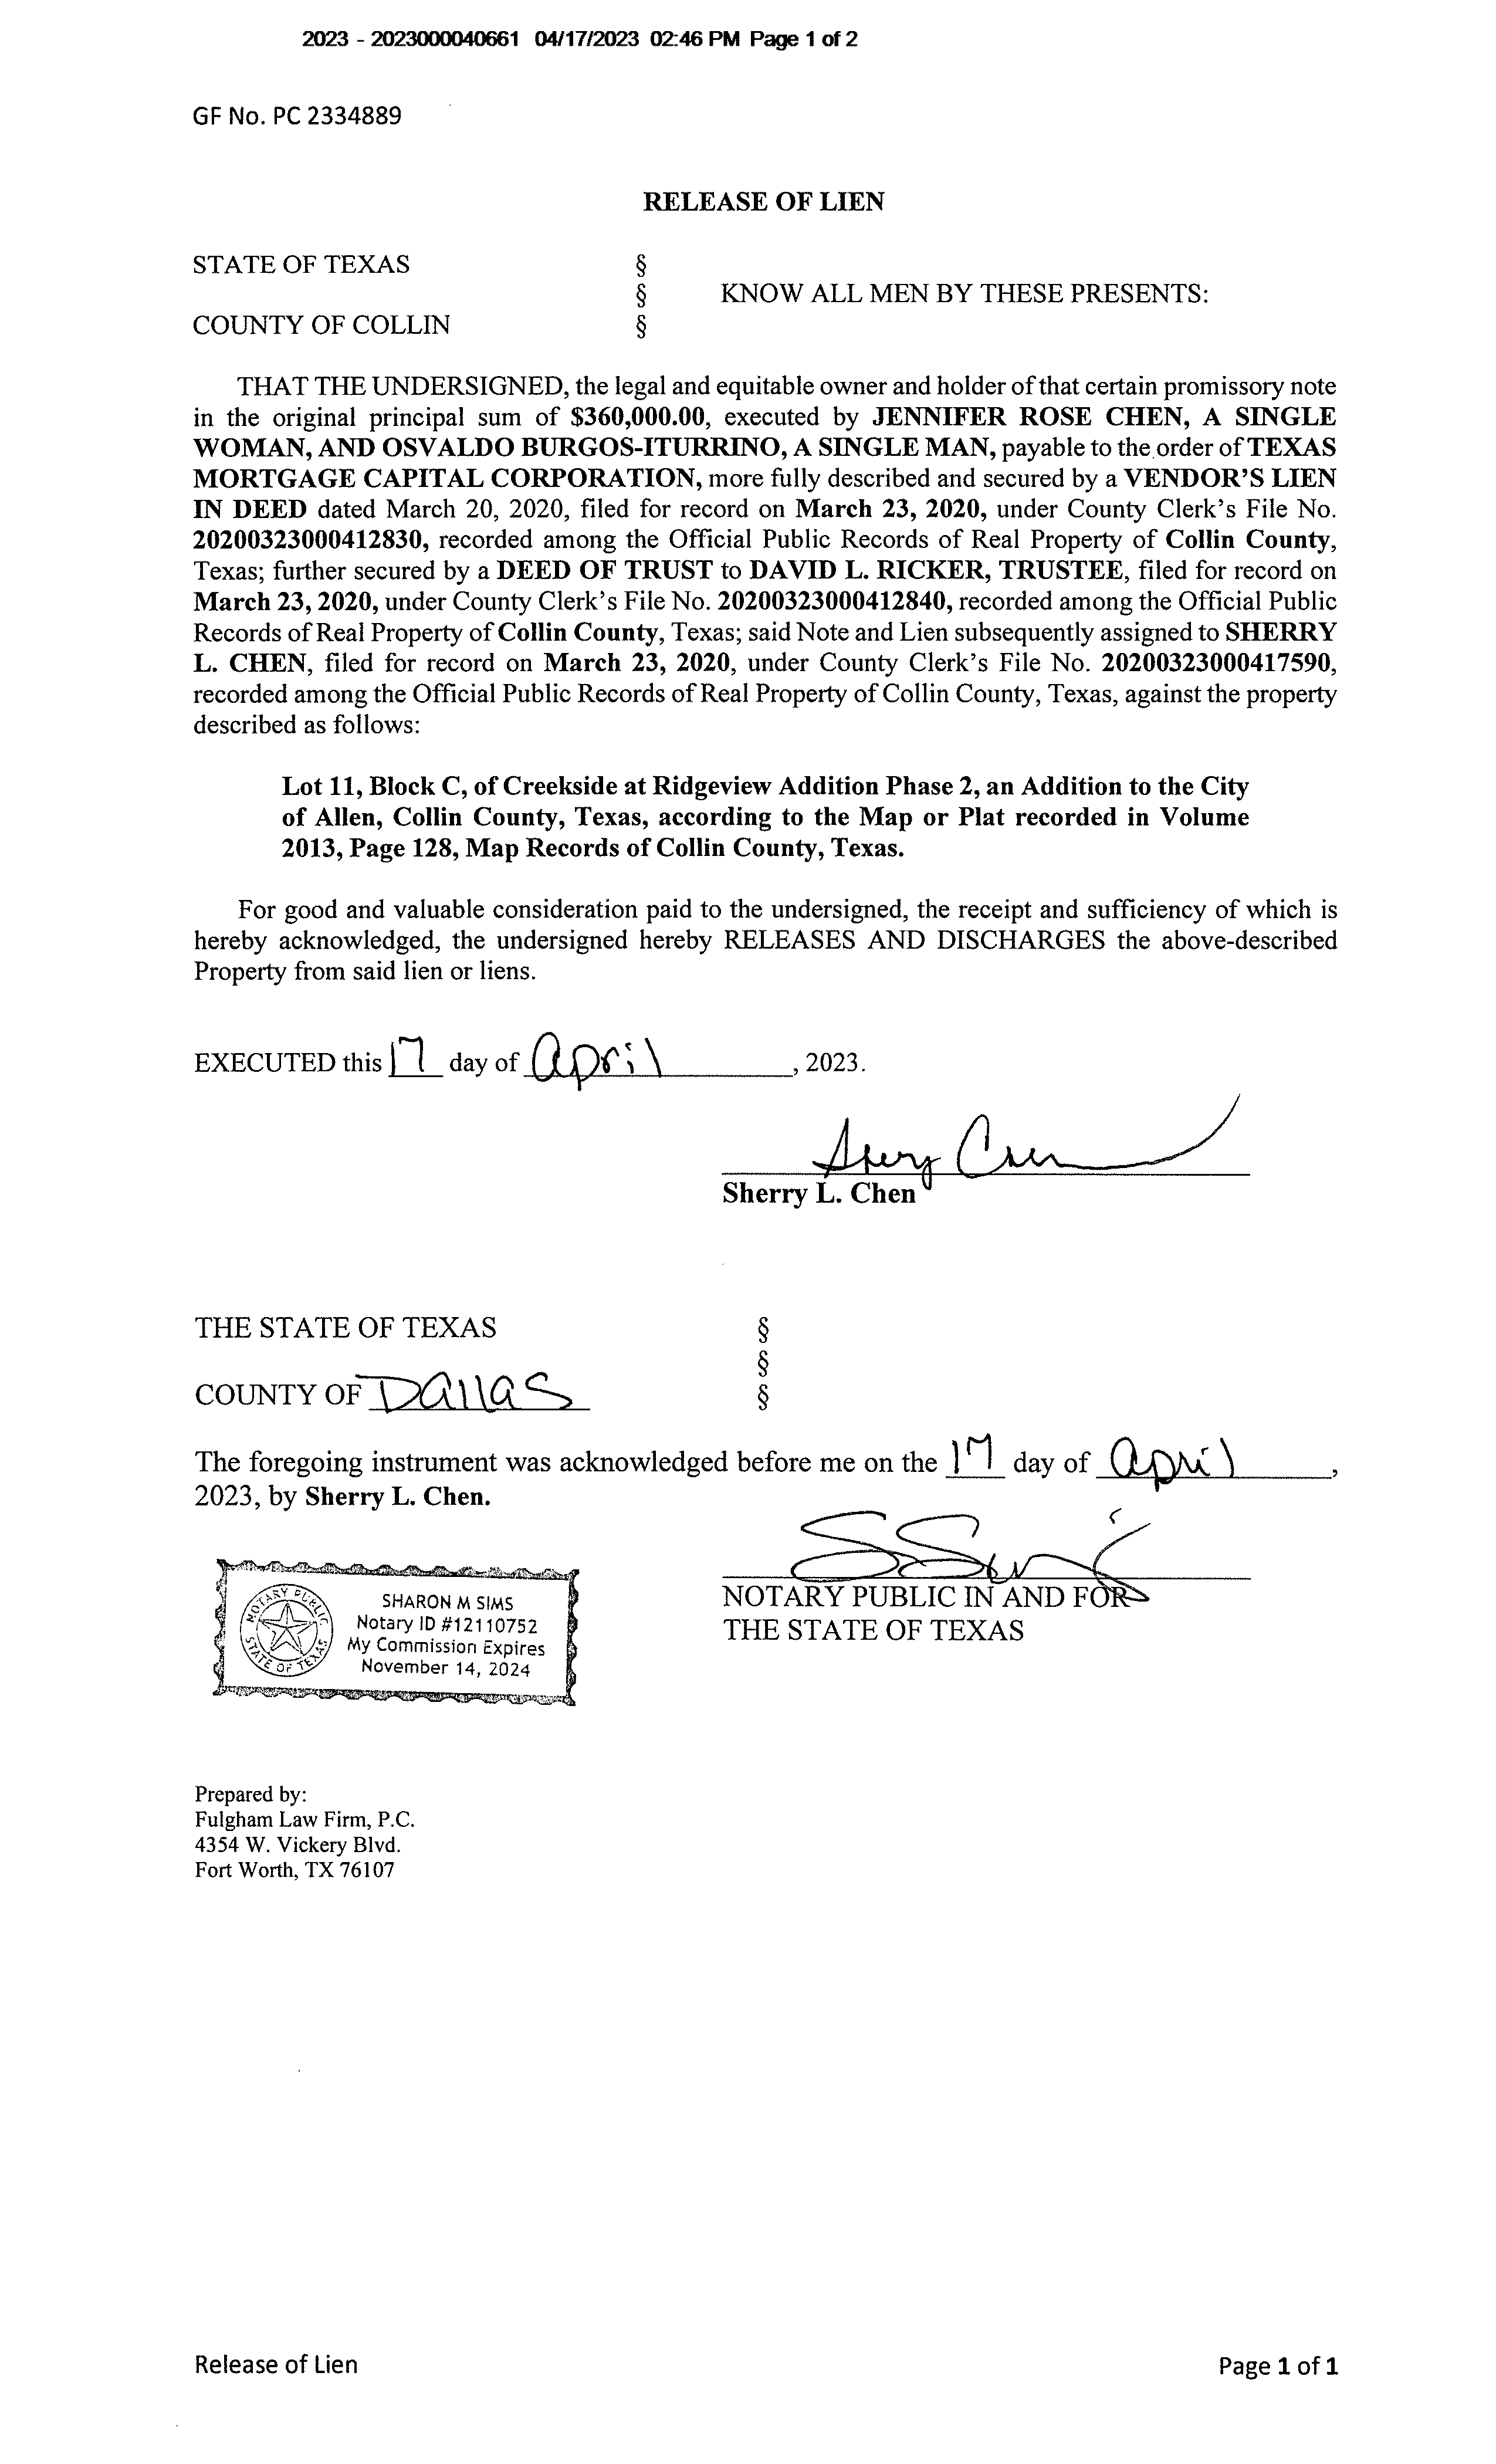 2023 - 2023000040661 04/17/2023 02:46 PM Page 1 of 2
GF No. PC 2334889
RELEASE OF LIEN
STATE OF TEXAS §
§ KNOW ALL MEN BY THESE PRESENTS:
COUNTY OF COLLIN §
THAT THE UNDERSIGNED, the legal and equitable owner and holder of that certain promissory note
in the original principal sum of $360,000.00, executed by JENNIFER ROSE CHEN, A SINGLE
WOMAN, AND OSVALDO BURGOS-ITURRINO, A SINGLE MAN, payable to the order of TEXAS
MORTGAGE CAPITAL CORPORATION, more fully described and secured by a VENDOR'S LIEN
IN DEED dated March 20, 2020, filed for record on March 23, 2020, under County Clerk's File No.
20200323000412830, recorded among the Official Public Records of Real Property of Collin County,
Texas; further secured by a DEED OF TRUST to DAVID L. RICKER, TRUSTEE, filed for record on
March 23, 2020, under County Clerk's File No. 20200323000412840, recorded among the Official Public
Records of Real Property of Collin County, Texas; said Note and Lien subsequently assigned to SHERRY
L. CHEN, filed for record on March 23, 2020, under County Clerk's File No. 20200323000417590,
recorded among the Official Public Records of Real Property of Collin County, Texas, against the property
described as follows:
Lot 11, Block C, of Creekside at Ridgeview Addition Phase 2, an Addition to the City
of Allen, Collin County, Texas, according to the Map or Plat recorded in Volume
2013, Page 128, Map Records of Collin County, Texas.
For good and valuable consideration paid to the undersigned, the receipt and sufficiency of which is
hereby acknowledged, the undersigned hereby RELEASES AND DISCHARGES the above-described
Property from said lien or liens.
EXECUTED this 17 day of April, 2023.
Sherry Chen
Sherry L. Chen
THE STATE OF TEXAS §
§
COUNTY OF Dallas §
The foregoing instrument was acknowledged before me on the 17 day of April,
2023, by Sherry L. Chen.
NOTARY PUBLIC IN AND FOR
THE STATE OF TEXAS
NOTARY PUBLIC
STATE OF TEXAS
SHARON M SIMS
Notary ID #12110752
My Commission Expires
November 14, 2024
Prepared by:
Fulgham Law Firm, P.C.
4354 W. Vickery Blvd.
Fort Worth, TX 76107
Release of Lien Page 1 of 1